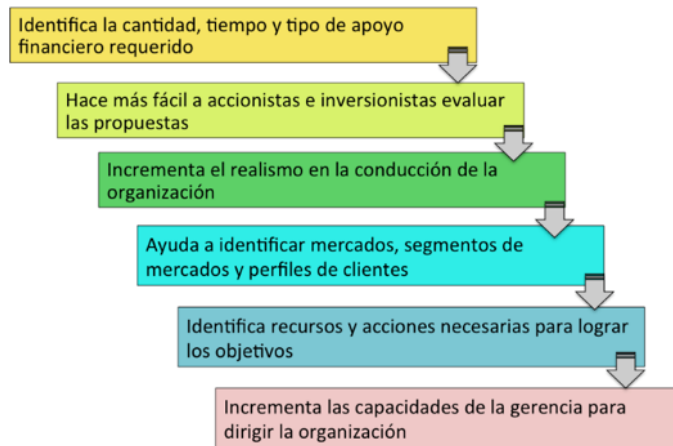 Identifica la cantidad, tiempo y tipo de apoyo
financiero requerido
Hace más fácil a accionistas e inversionistas evaluar
las propuestas
Incrementa el realismo en la conducción de la
organización
Ayuda a identificar mercados, segmentos de
mercados y perfiles de clientes
Identifica recursos y acciones necesarias para lograr
los objetivos
Incrementa las capacidades de la gerencia para
dirigir la organización